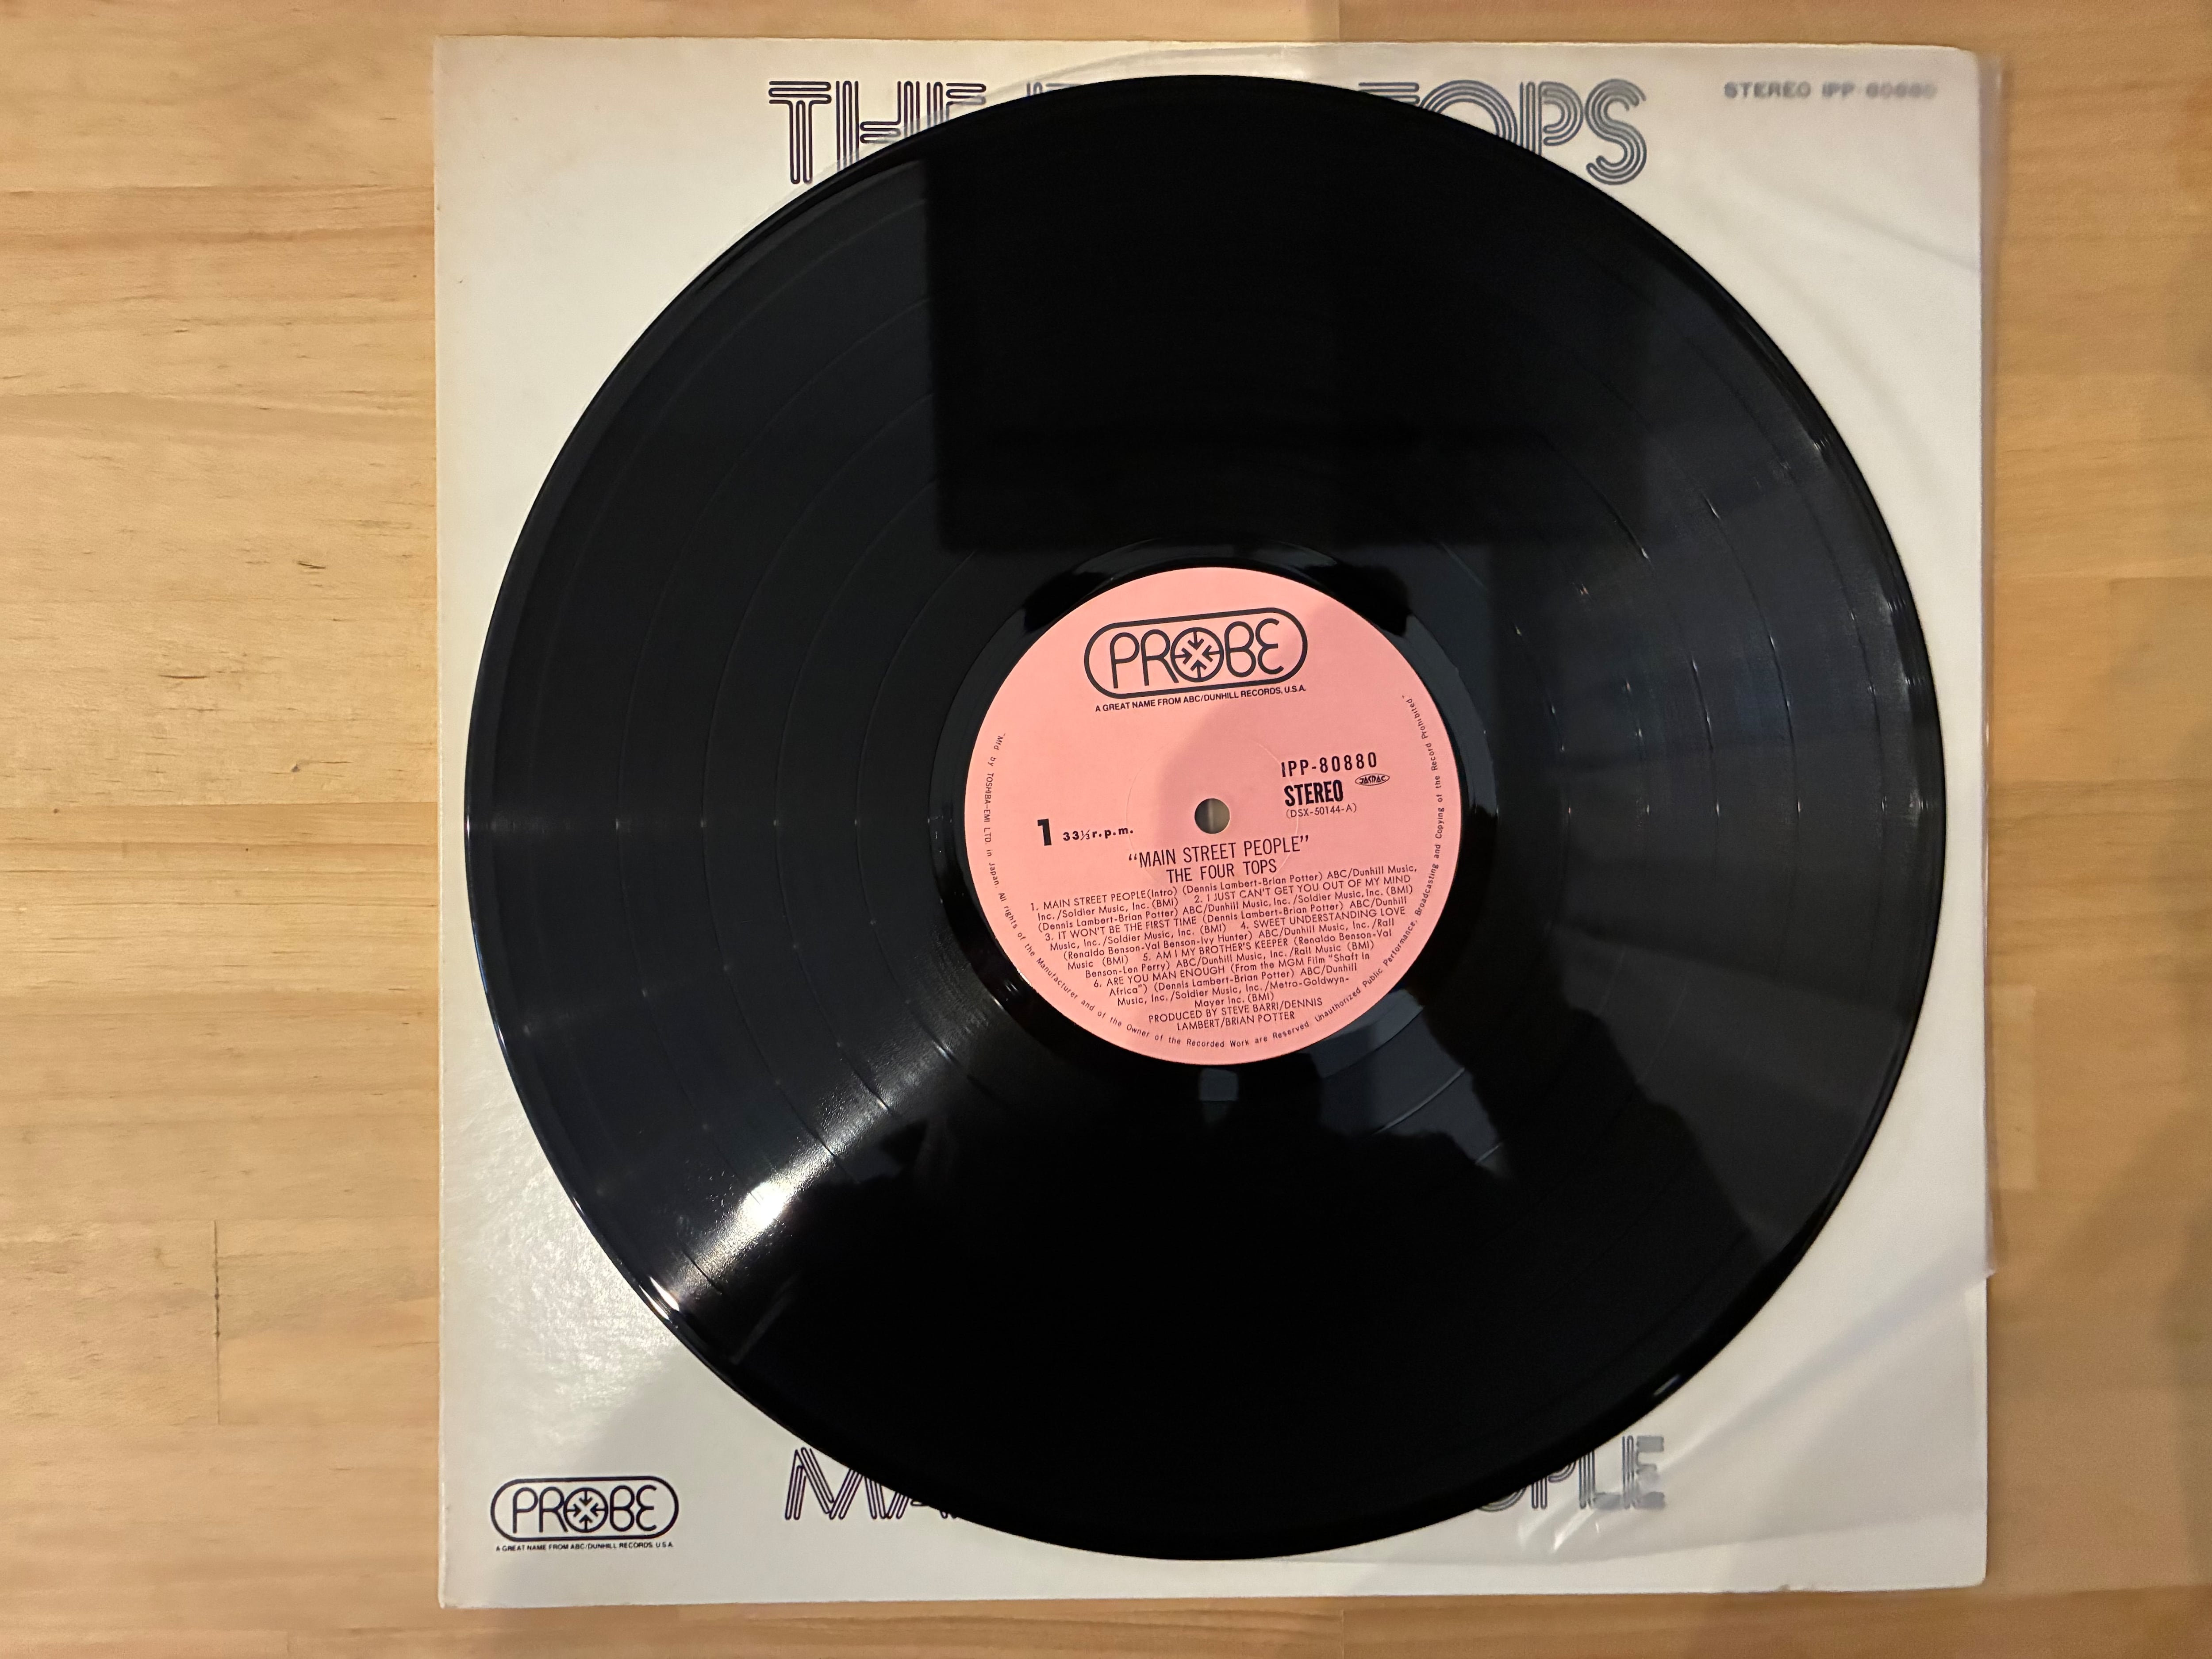 THE TOPS
STEREO IPP-80880
PROBE
A GREAT NAME FROM ABC/DUNHILL RECORDS, U.S.A.
IPP-80880
STEREO JASRAC
(DSX-50144-A)
1 33⅓ r.p.m.
"MAIN STREET PEOPLE"
THE FOUR TOPS
1. MAIN STREET PEOPLE(Intro) (Dennis Lambert-Brian Potter) ABC/Dunhill Music,
Inc./Soldier Music, Inc. (BMI) 2. I JUST CAN'T GET YOU OUT OF MY MIND
(Dennis Lambert-Brian Potter) ABC/Dunhill Music, Inc./Soldier Music, Inc. (BMI)
3. IT WON'T BE THE FIRST TIME (Dennis Lambert-Brian Potter) ABC/Dunhill
Music, Inc./Soldier Music, Inc. (BMI) 4. SWEET UNDERSTANDING LOVE
(Renaldo Benson-Val Benson-Ivy Hunter) ABC/Dunhill Music, Inc./Rall
Music (BMI) 5. AM I MY BROTHER'S KEEPER (Renaldo Benson-Val
Benson-Len Perry) ABC/Dunhill Music, Inc./Rall Music (BMI)
6. ARE YOU MAN ENOUGH (From the MGM Film "Shaft In
Africa") (Dennis Lambert-Brian Potter) ABC/Dunhill
Music, Inc./Soldier Music, Inc./Metro-Goldwyn-
Mayer Inc. (BMI)
PRODUCED BY STEVE BARRI/DENNIS
LAMBERT/BRIAN POTTER
"Mfd by TOSHIBA-EMI LTD. in Japan. All rights of the Manufacturer and of the Owner of the Recorded Work are Reserved. Unauthorized Public Performance, Broadcasting and Copying of the Record Prohibited."
MA OPLE
PROBE
A GREAT NAME FROM ABC/DUNHILL RECORDS, U.S.A.